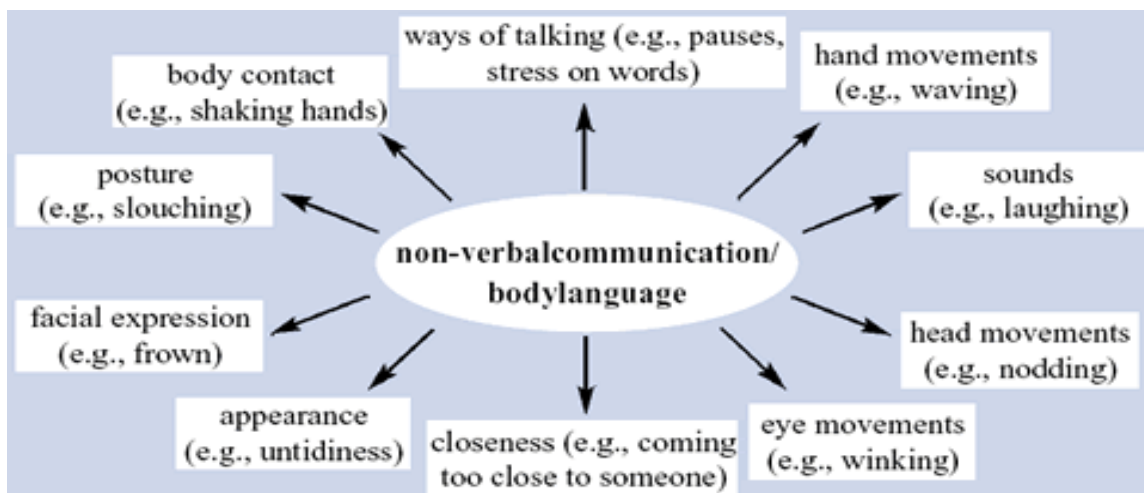 ways of talking (e.g., pauses,
stress on words)
body contact
(e.g., shaking hands)
hand movements
(e.g., waving)
posture
(e.g., slouching)
sounds
(e.g., laughing)
non-verbalcommunication/
bodylanguage
facial expression
(e.g., frown)
head movements
(e.g., nodding)
appearance
(e.g., untidiness)
closeness (e.g., coming
too close to someone)
eye movements
(e.g., winking)